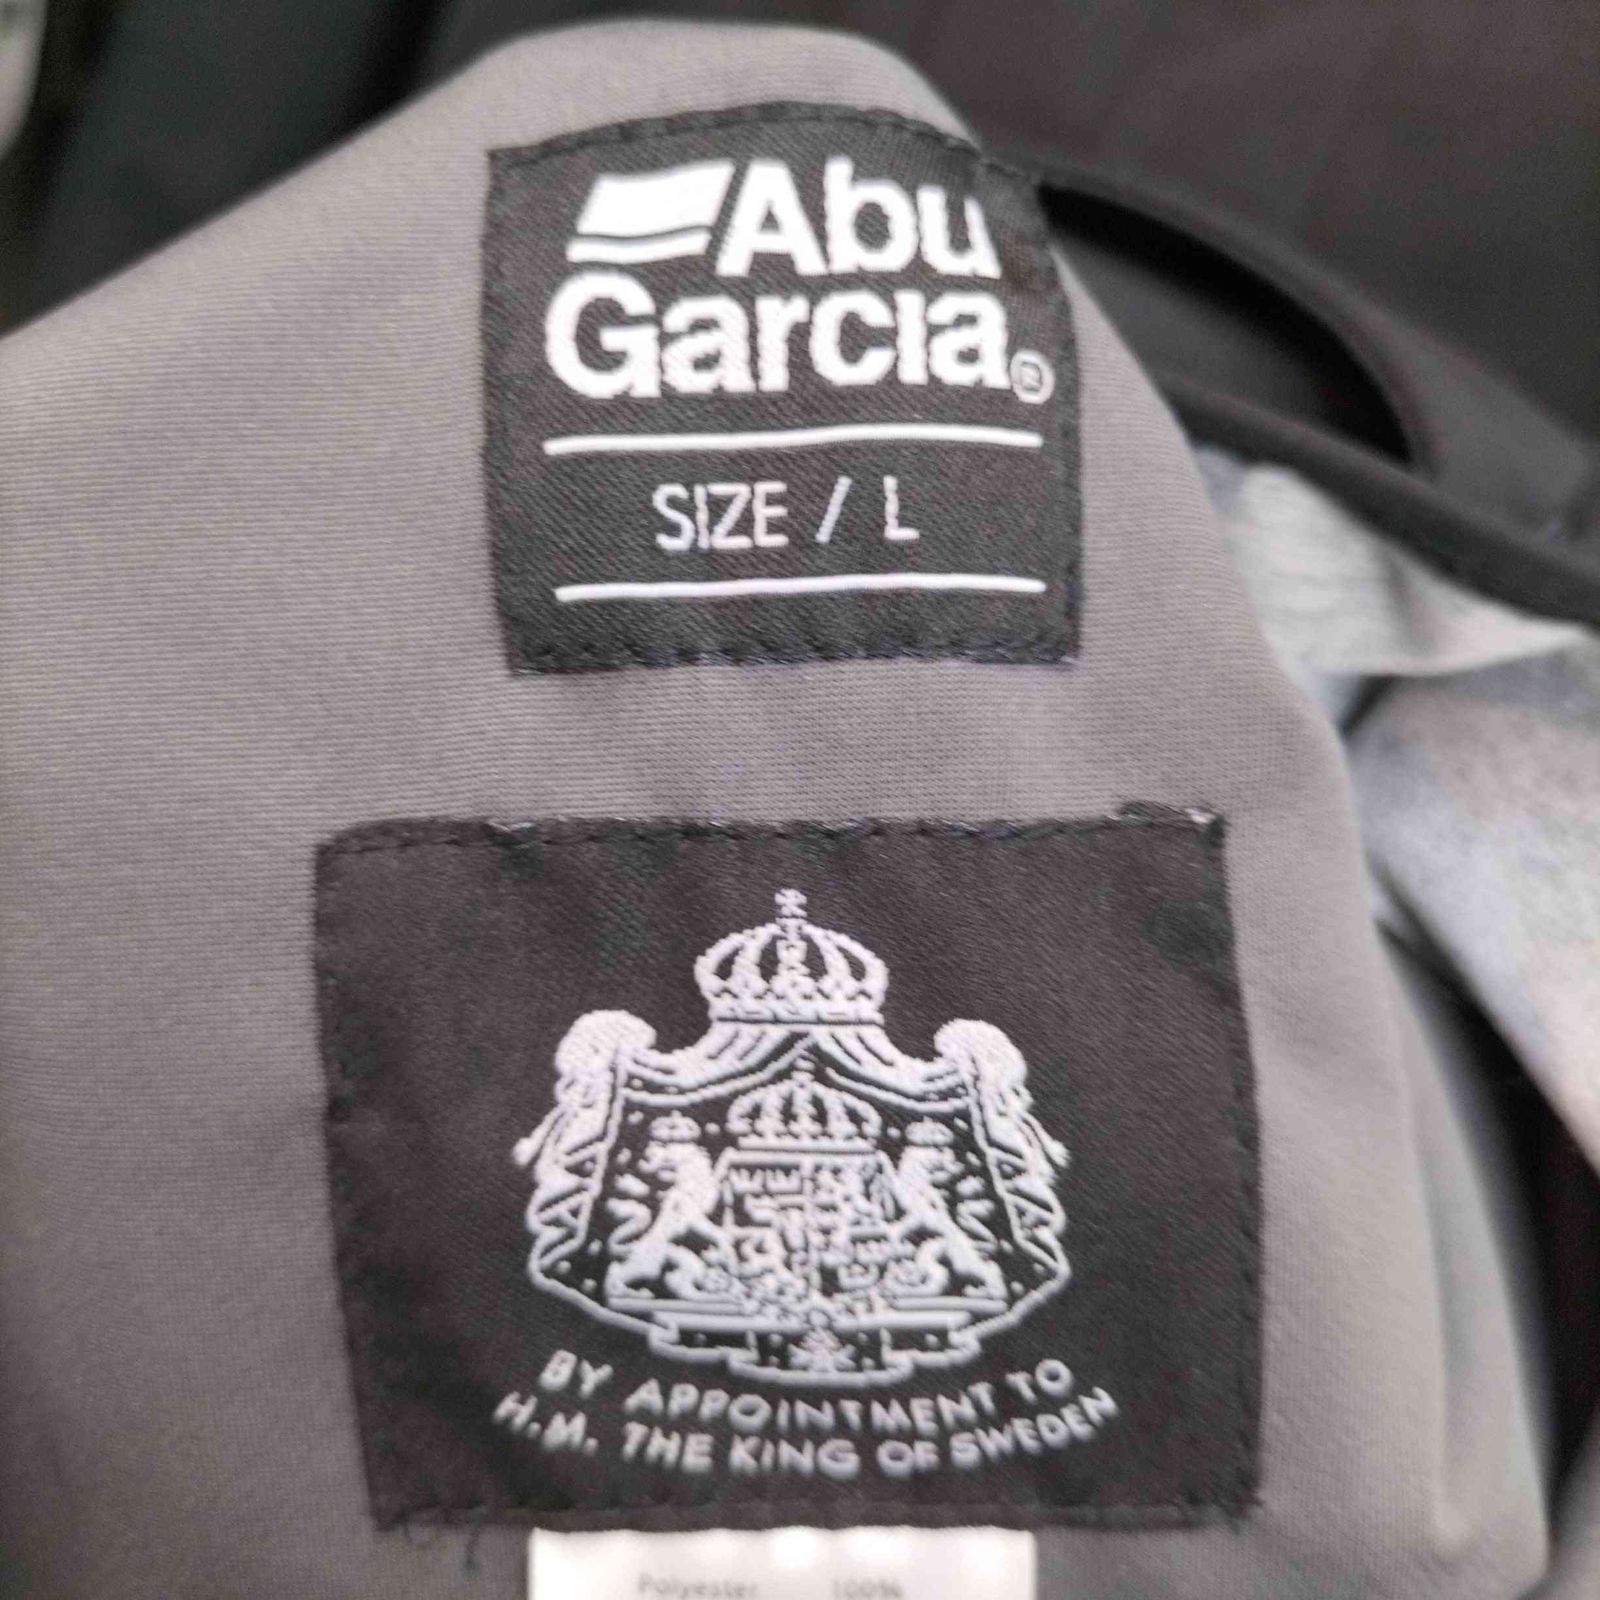 Abu
Garcia®
SIZE / L
BY APPOINTMENT TO
H.M. THE KING OF SWEDEN
Polyester 100%